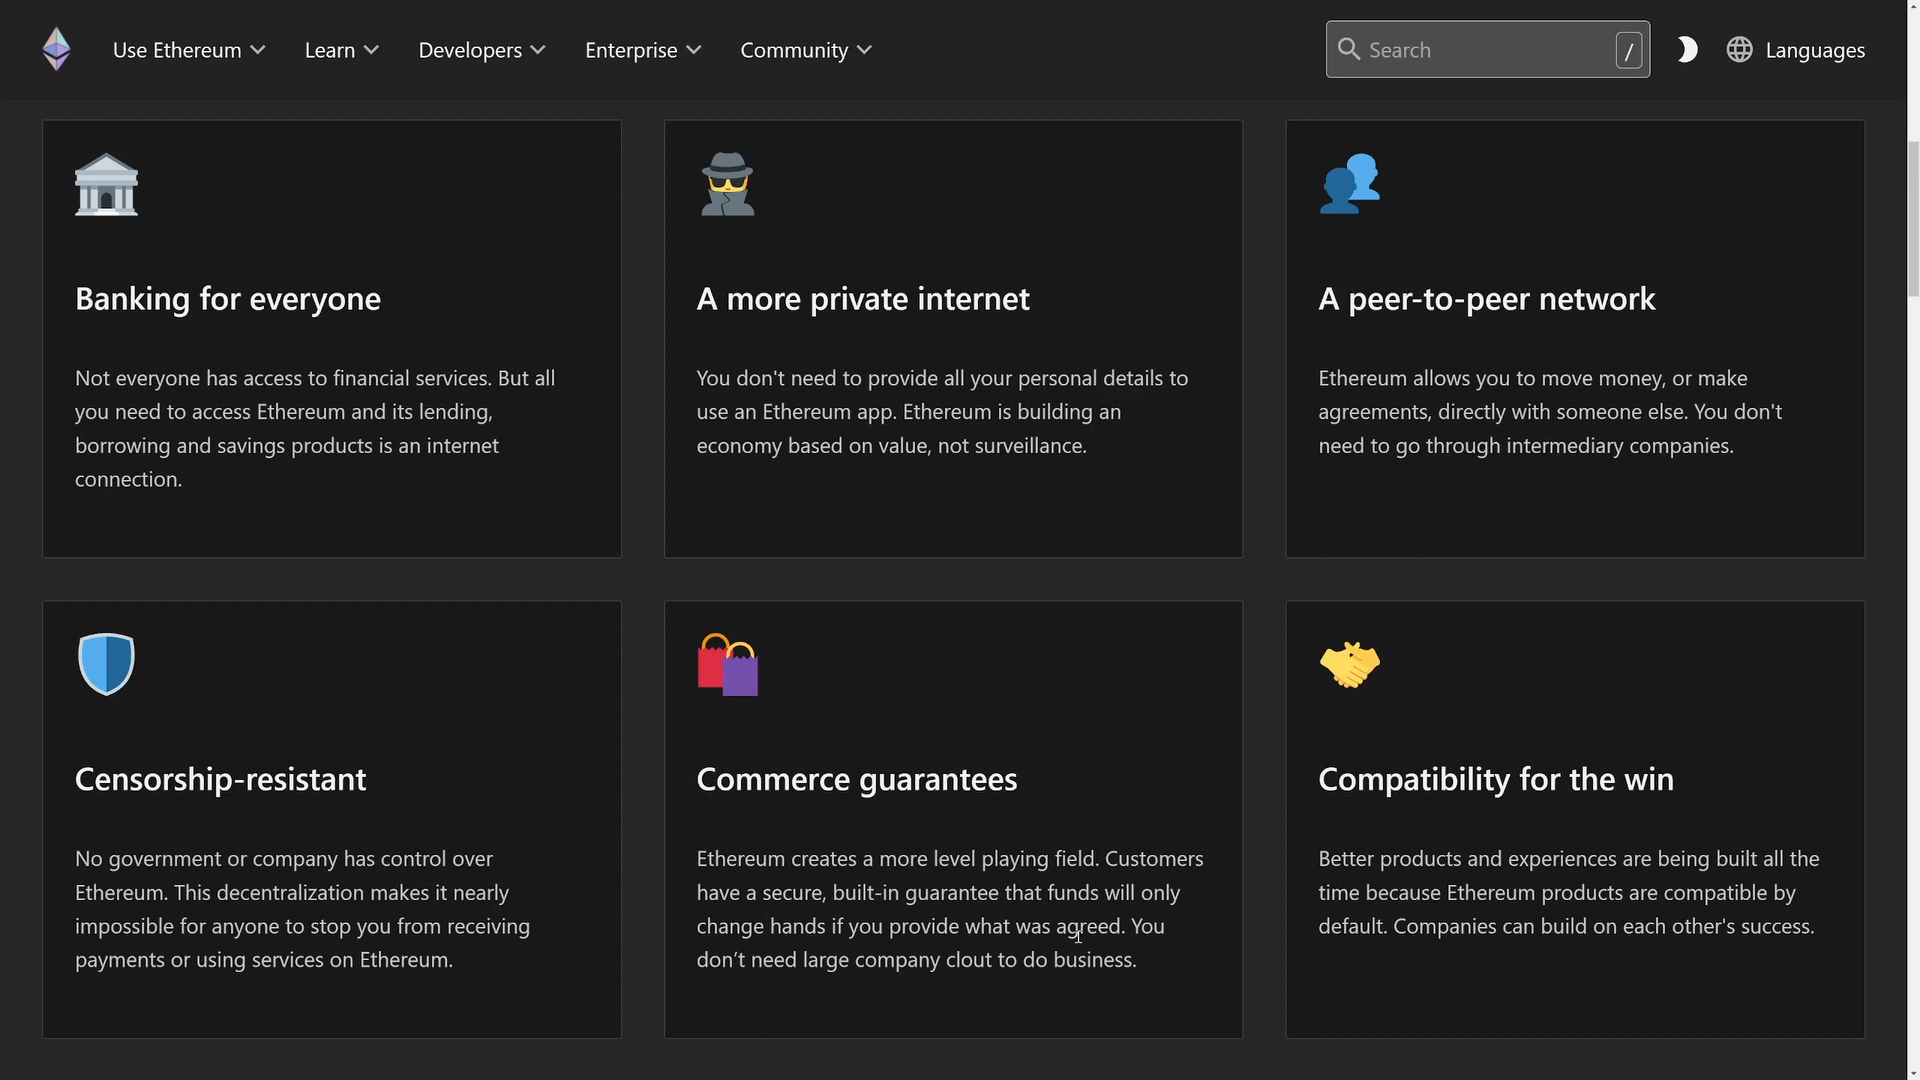 Use Ethereum Learn Developers Enterprise Community Search / Languages
Banking for everyone
Not everyone has access to financial services. But all
you need to access Ethereum and its lending,
borrowing and savings products is an internet
connection.
A more private internet
You don't need to provide all your personal details to
use an Ethereum app. Ethereum is building an
economy based on value, not surveillance.
A peer-to-peer network
Ethereum allows you to move money, or make
agreements, directly with someone else. You don't
need to go through intermediary companies.
Censorship-resistant
No government or company has control over
Ethereum. This decentralization makes it nearly
impossible for anyone to stop you from receiving
payments or using services on Ethereum.
Commerce guarantees
Ethereum creates a more level playing field. Customers
have a secure, built-in guarantee that funds will only
change hands if you provide what was agreed. You
don’t need large company clout to do business.
Compatibility for the win
Better products and experiences are being built all the
time because Ethereum products are compatible by
default. Companies can build on each other's success.